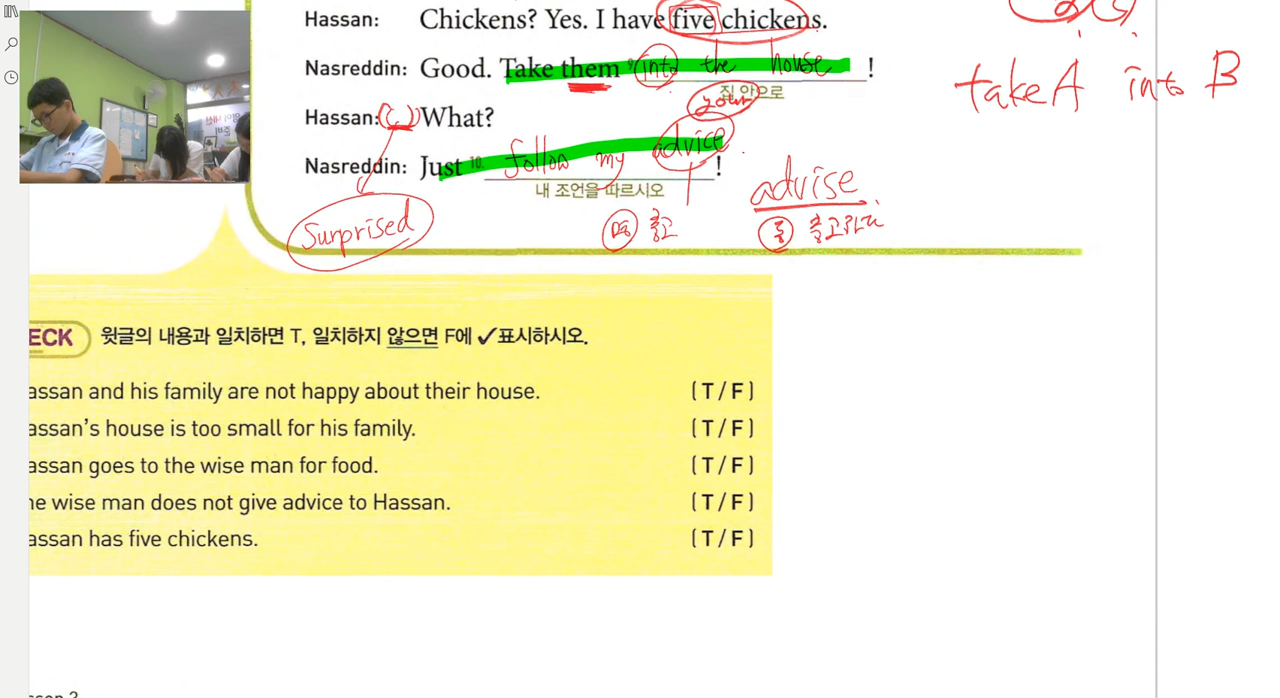 Hassan: Chickens? Yes. I have five chickens.
Nasreddin: Good. Take them 9. into the house !
집 안으로
your
take A into B
Hassan: ( ) What?
Nasreddin: Just 10. follow my advice !
내 조언을 따르시오
advise
Surprised
명 충고
동 충고하다
ECK 윗글의 내용과 일치하면 T, 일치하지 않으면 F에 ✓표시하시오.
assan and his family are not happy about their house. ( T / F )
assan's house is too small for his family. ( T / F )
assan goes to the wise man for food. ( T / F )
he wise man does not give advice to Hassan. ( T / F )
assan has five chickens. ( T / F )